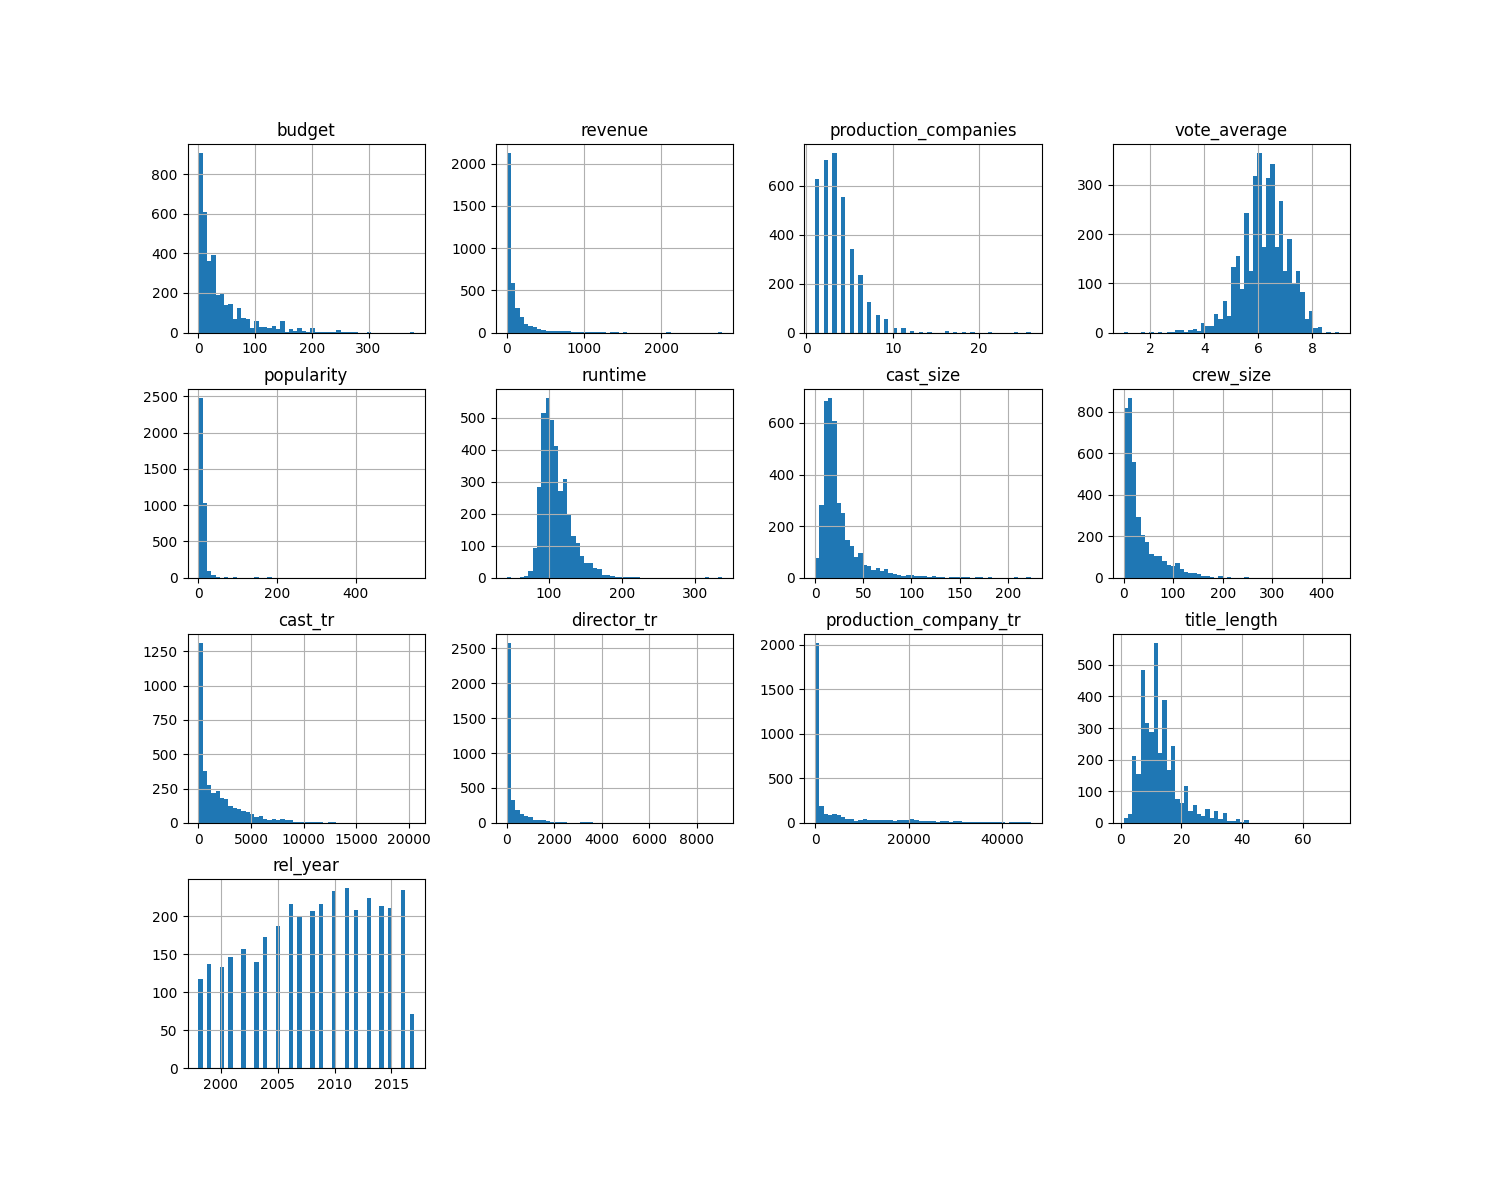 budget
800
600
400
200
0
0 100 200 300
revenue
2000
1500
1000
500
0
0 1000 2000
production_companies
600
400
200
0
0 10 20
vote_average
300
200
100
0
2 4 6 8
popularity
2500
2000
1500
1000
500
0
0 200 400
runtime
500
400
300
200
100
0
100 200 300
cast_size
600
400
200
0
0 50 100 150 200
crew_size
800
600
400
200
0
0 100 200 300 400
cast_tr
1250
1000
750
500
250
0
0 5000 10000 15000 20000
director_tr
2500
2000
1500
1000
500
0
0 2000 4000 6000 8000
production_company_tr
2000
1500
1000
500
0
0 20000 40000
title_length
500
400
300
200
100
0
0 20 40 60
rel_year
200
150
100
50
0
2000 2005 2010 2015